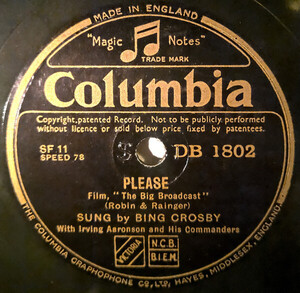 MADE IN ENGLAND
"Magic Notes"
TRADE MARK
Columbia
Copyright, patented Record. Not to be publicly performed
without licence or sold below price fixed by patentees.
SF 11
SPEED 78
DB 1802
PLEASE
Film, "The Big Broadcast"
(Robin & Rainger)
SUNG by BING CROSBY
With Irving Aaronson and His Commanders
VICTORIA
N.C.B.
B.I.E.M.
THE COLUMBIA GRAPHOPHONE CO., LTD., HAYES, MIDDLESEX, ENGLAND.